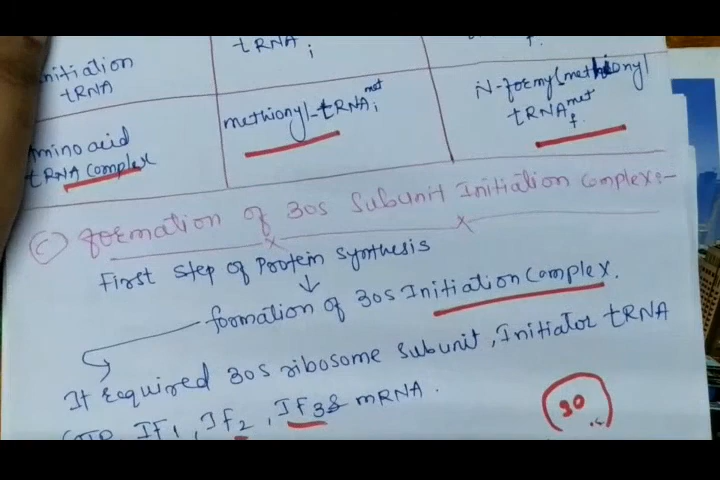 tRNA i
f.
initiation
tRNA
methionyl-tRNA met i
N-formylmethionyl
tRNA met f
Amino acid
tRNA complex
(C) formation of 30s Subunit Initiation Complex:-
First step of Protein synthesis
↓
formation of 30s Initiation Complex.
It required 30s ribosome subunit, Initiator tRNA
GTP, IF1, IF2, IF3 & mRNA.
30